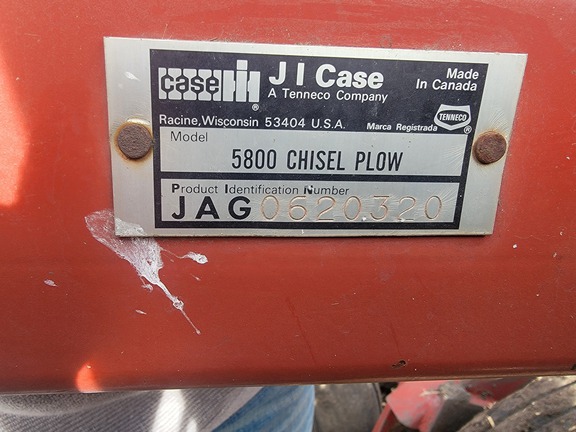 case IH ® J I Case
A Tenneco Company
Made
In Canada
Racine, Wisconsin 53404 U.S.A.
Marca Registrada
TENNECO ®
Model
5800 CHISEL PLOW
Product Identification Number
JAG0620320